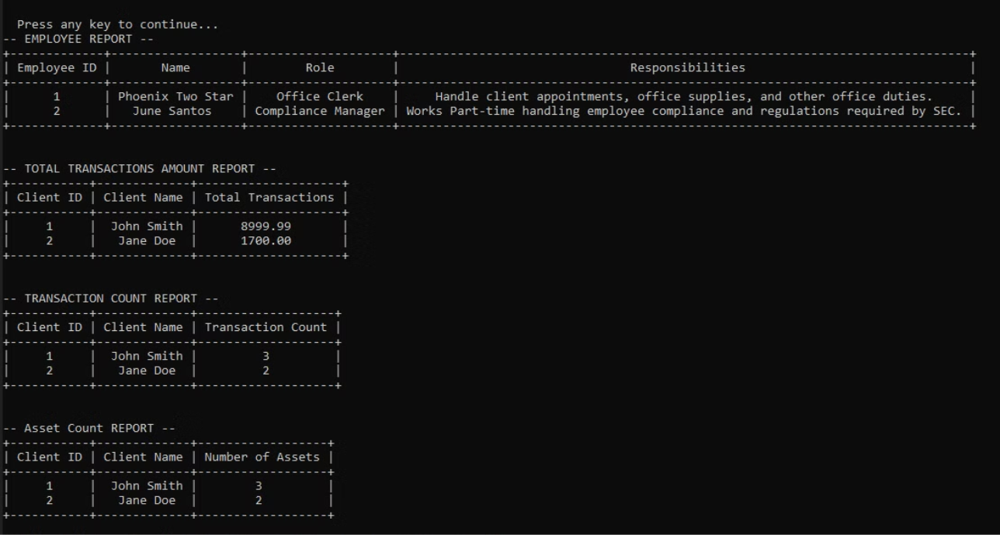 Press any key to continue...
-- EMPLOYEE REPORT --
+-------------+------------------+--------------------+-------------------------------------------------------------------------------+
| Employee ID |       Name       |        Role        |                                Responsibilities                               |
+-------------+------------------+--------------------+-------------------------------------------------------------------------------+
|      1      | Phoenix Two Star |    Office Clerk    |     Handle client appointments, office supplies, and other office duties.     |
|      2      |   June Santos    | Compliance Manager | Works Part-time handling employee compliance and regulations required by SEC. |
+-------------+------------------+--------------------+-------------------------------------------------------------------------------+
-- TOTAL TRANSACTIONS AMOUNT REPORT --
+-----------+-------------+--------------------+
| Client ID | Client Name | Total Transactions |
+-----------+-------------+--------------------+
|     1     |  John Smith |      8999.99       |
|     2     |   Jane Doe  |      1700.00       |
+-----------+-------------+--------------------+
-- TRANSACTION COUNT REPORT --
+-----------+-------------+-------------------+
| Client ID | Client Name | Transaction Count |
+-----------+-------------+-------------------+
|     1     |  John Smith |         3         |
|     2     |   Jane Doe  |         2         |
+-----------+-------------+-------------------+
-- Asset Count REPORT --
+-----------+-------------+------------------+
| Client ID | Client Name | Number of Assets |
+-----------+-------------+------------------+
|     1     |  John Smith |        3         |
|     2     |   Jane Doe  |        2         |
+-----------+-------------+------------------+